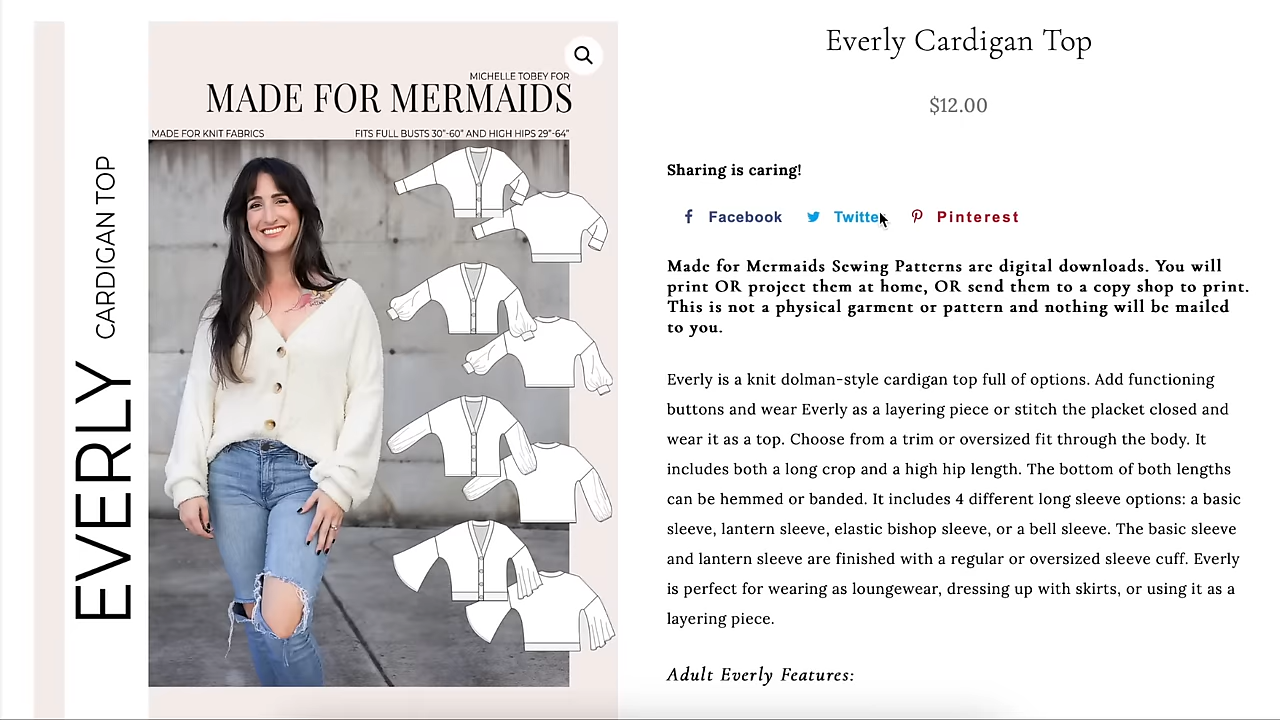 MICHELLE TOBEY FOR
MADE FOR MERMAIDS
MADE FOR KNIT FABRICS
FITS FULL BUSTS 30"-60" AND HIGH HIPS 29"-64"
EVERLY CARDIGAN TOP
Everly Cardigan Top
$12.00
Sharing is caring!
Facebook Twitter Pinterest
Made for Mermaids Sewing Patterns are digital downloads. You will
print OR project them at home, OR send them to a copy shop to print.
This is not a physical garment or pattern and nothing will be mailed
to you.
Everly is a knit dolman-style cardigan top full of options. Add functioning
buttons and wear Everly as a layering piece or stitch the placket closed and
wear it as a top. Choose from a trim or oversized fit through the body. It
includes both a long crop and a high hip length. The bottom of both lengths
can be hemmed or banded. It includes 4 different long sleeve options: a basic
sleeve, lantern sleeve, elastic bishop sleeve, or a bell sleeve. The basic sleeve
and lantern sleeve are finished with a regular or oversized sleeve cuff. Everly
is perfect for wearing as loungewear, dressing up with skirts, or using it as a
layering piece.
Adult Everly Features: